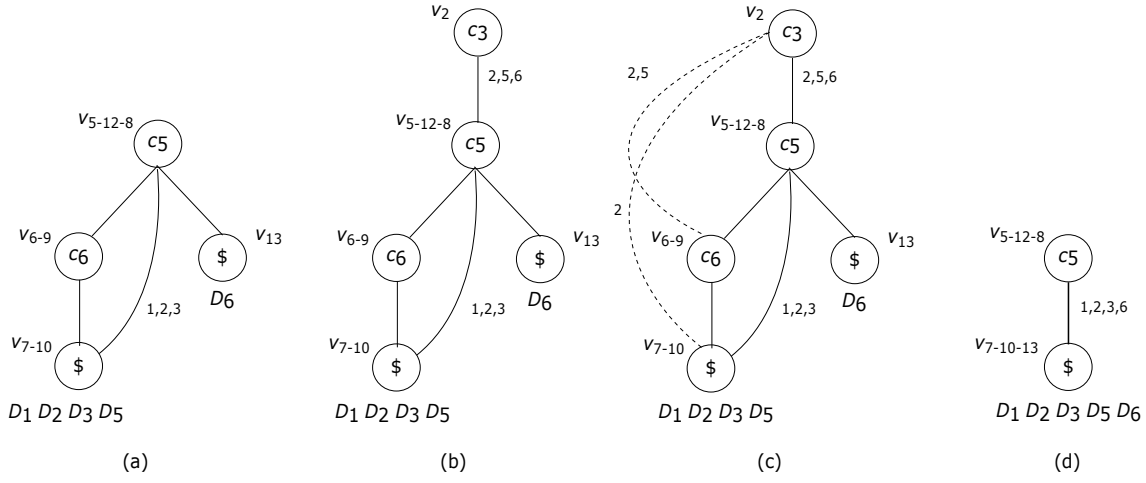 v5-12-8
c5
v6-9
c6
v13
$
D6
1,2,3
v7-10
$
D1 D2 D3 D5
(a)
v2
c3
2,5,6
v5-12-8
c5
v6-9
c6
v13
$
D6
1,2,3
v7-10
$
D1 D2 D3 D5
(b)
v2
c3
2,5
2,5,6
v5-12-8
c5
2
v6-9
c6
v13
$
D6
1,2,3
v7-10
$
D1 D2 D3 D5
(c)
v5-12-8
c5
1,2,3,6
v7-10-13
$
D1 D2 D3 D5 D6
(d)